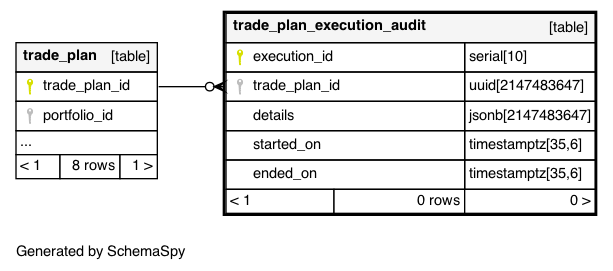 trade_plan [table]
trade_plan_id
portfolio_id
...
< 1 8 rows 1 >
trade_plan_execution_audit [table]
execution_id serial[10]
trade_plan_id uuid[2147483647]
details jsonb[2147483647]
started_on timestamptz[35,6]
ended_on timestamptz[35,6]
< 1 0 rows 0 >
Generated by SchemaSpy